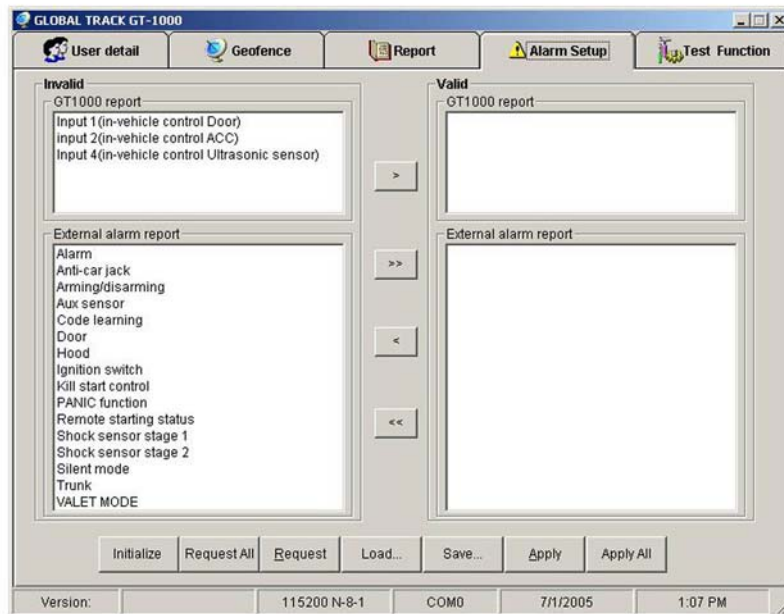 GLOBAL TRACK GT-1000
User detail
Geofence
Report
Alarm Setup
Test Function
Invalid
GT1000 report
Input 1(in-vehicle control Door)
input 2(in-vehicle control ACC)
Input 4(in-vehicle control Ultrasonic sensor)
External alarm report
Alarm
Anti-car jack
Arming/disarming
Aux sensor
Code learning
Door
Hood
Ignition switch
Kill start control
PANIC function
Remote starting status
Shock sensor stage 1
Shock sensor stage 2
Silent mode
Trunk
VALET MODE
>
>>
<
<<
Valid
GT1000 report
External alarm report
Initialize
Request All
Request
Load...
Save...
Apply
Apply All
Version:
115200 N-8-1
COM0
7/1/2005
1:07 PM